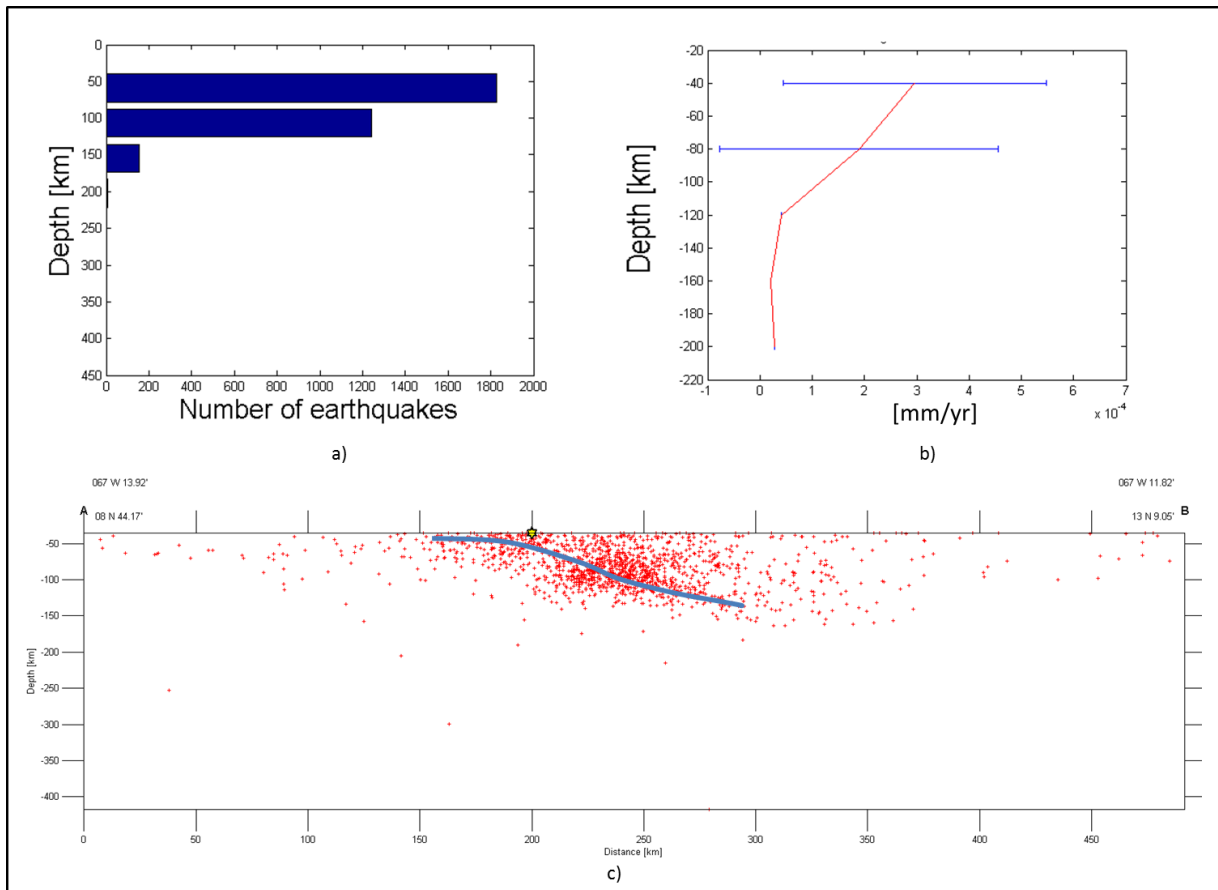 0
50
100
150
200
250
300
350
400
450
Depth [km]
0 200 400 600 800 1000 1200 1400 1600 1800 2000
Number of earthquakes
a)
-20
-40
-60
-80
-100
-120
-140
-160
-180
-200
-220
Depth [km]
-1 0 1 2 3 4 5 6 7
[mm/yr]
x 10⁻⁴
b)
067 W 13.92' 067 W 11.82'
A B
08 N 44.17' 13 N 9.05'
-50
-100
-150
-200
-250
-300
-350
-400
Depth [km]
0 50 100 150 200 250 300 350 400 450
Distance [km]
c)